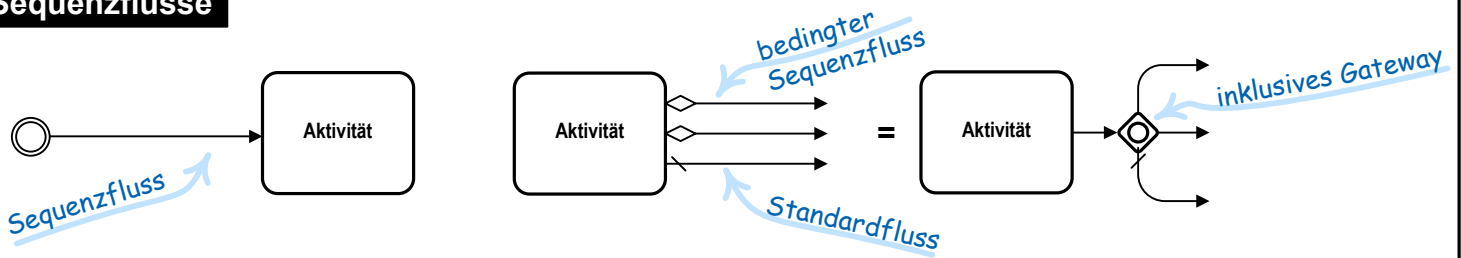 Sequenzflüsse
Aktivität
Sequenzfluss
Aktivität
bedingter
Sequenzfluss
Standardfluss
=
Aktivität
inklusives Gateway